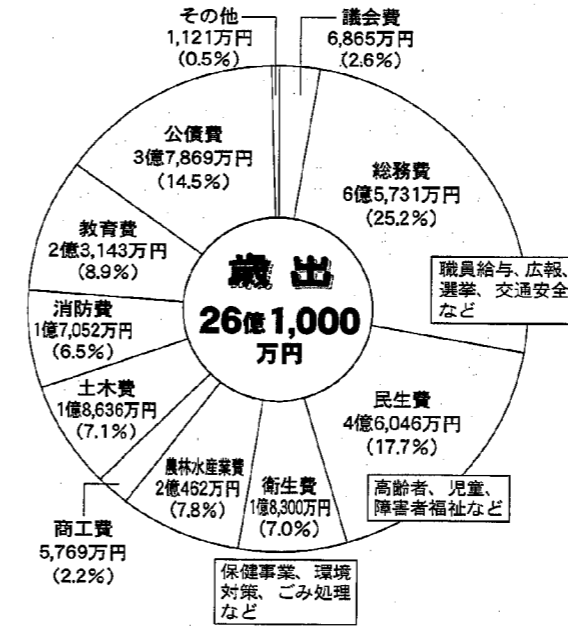 その他
1,121万円
(0.5%)
議会費
6,865万円
(2.6%)
公債費
3億7,869万円
(14.5%)
総務費
6億5,731万円
(25.2%)
教育費
2億3,143万円
(8.9%)
歳出
26億1,000
万円
職員給与、広報、
選挙、交通安全
など
消防費
1億7,052万円
(6.5%)
土木費
1億8,636万円
(7.1%)
民生費
4億6,046万円
(17.7%)
農林水産業費
2億462万円
(7.8%)
衛生費
1億8,300万円
(7.0%)
高齢者、児童、
障害者福祉など
商工費
5,769万円
(2.2%)
保健事業、環境
対策、ごみ処理
など